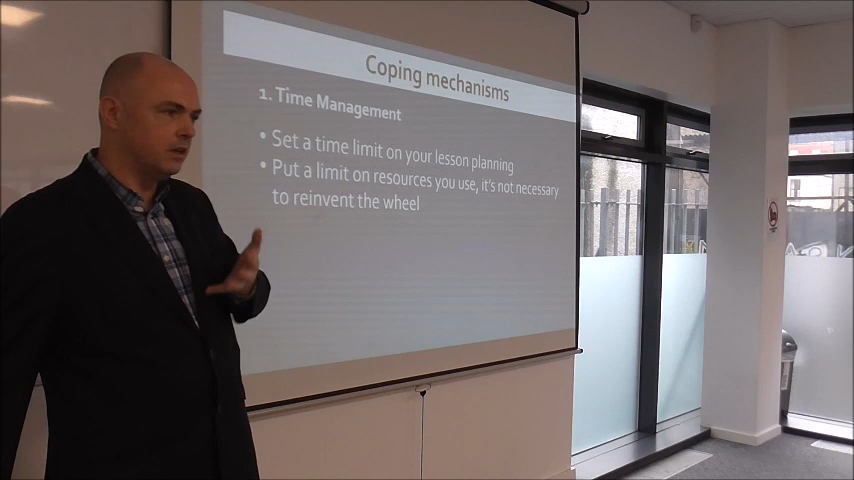 Coping mechanisms
1. Time Management
• Set a time limit on your lesson planning
• Put a limit on resources you use, it's not necessary
to reinvent the wheel